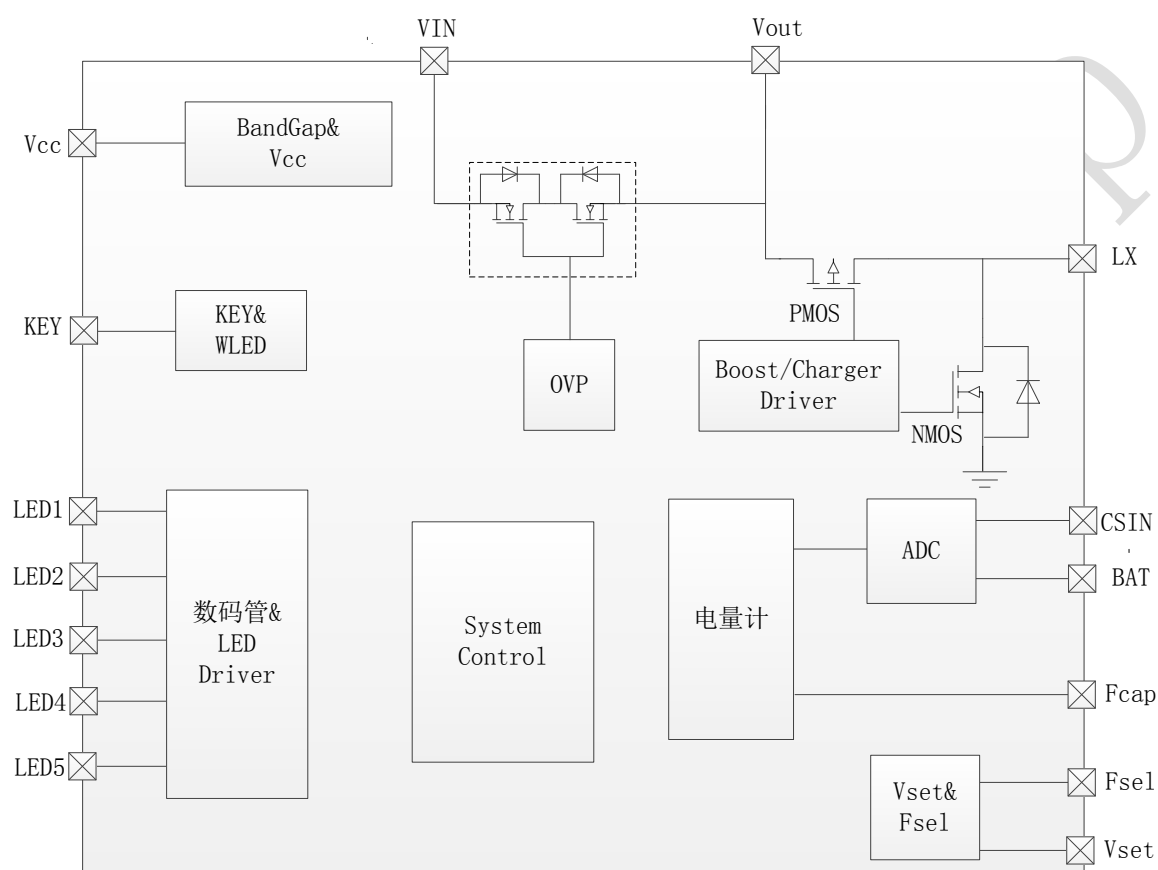 VIN
Vout
Vcc
BandGap&
Vcc
LX
KEY
KEY&
WLED
PMOS
OVP
Boost/Charger
Driver
NMOS
LED1
LED2
LED3
LED4
LED5
数码管&
LED
Driver
System
Control
电量计
ADC
CSIN
BAT
Fcap
Vset&
Fsel
Fsel
Vset